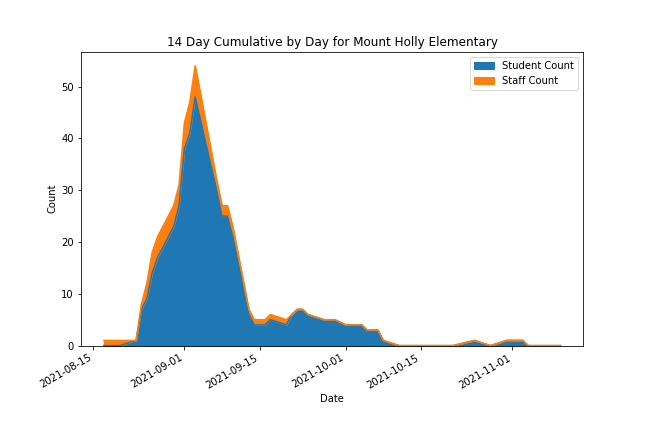 14 Day Cumulative by Day for Mount Holly Elementary
Student Count
Staff Count
Count
50
40
30
20
10
0
2021-08-15
2021-09-01
2021-09-15
2021-10-01
2021-10-15
2021-11-01
Date